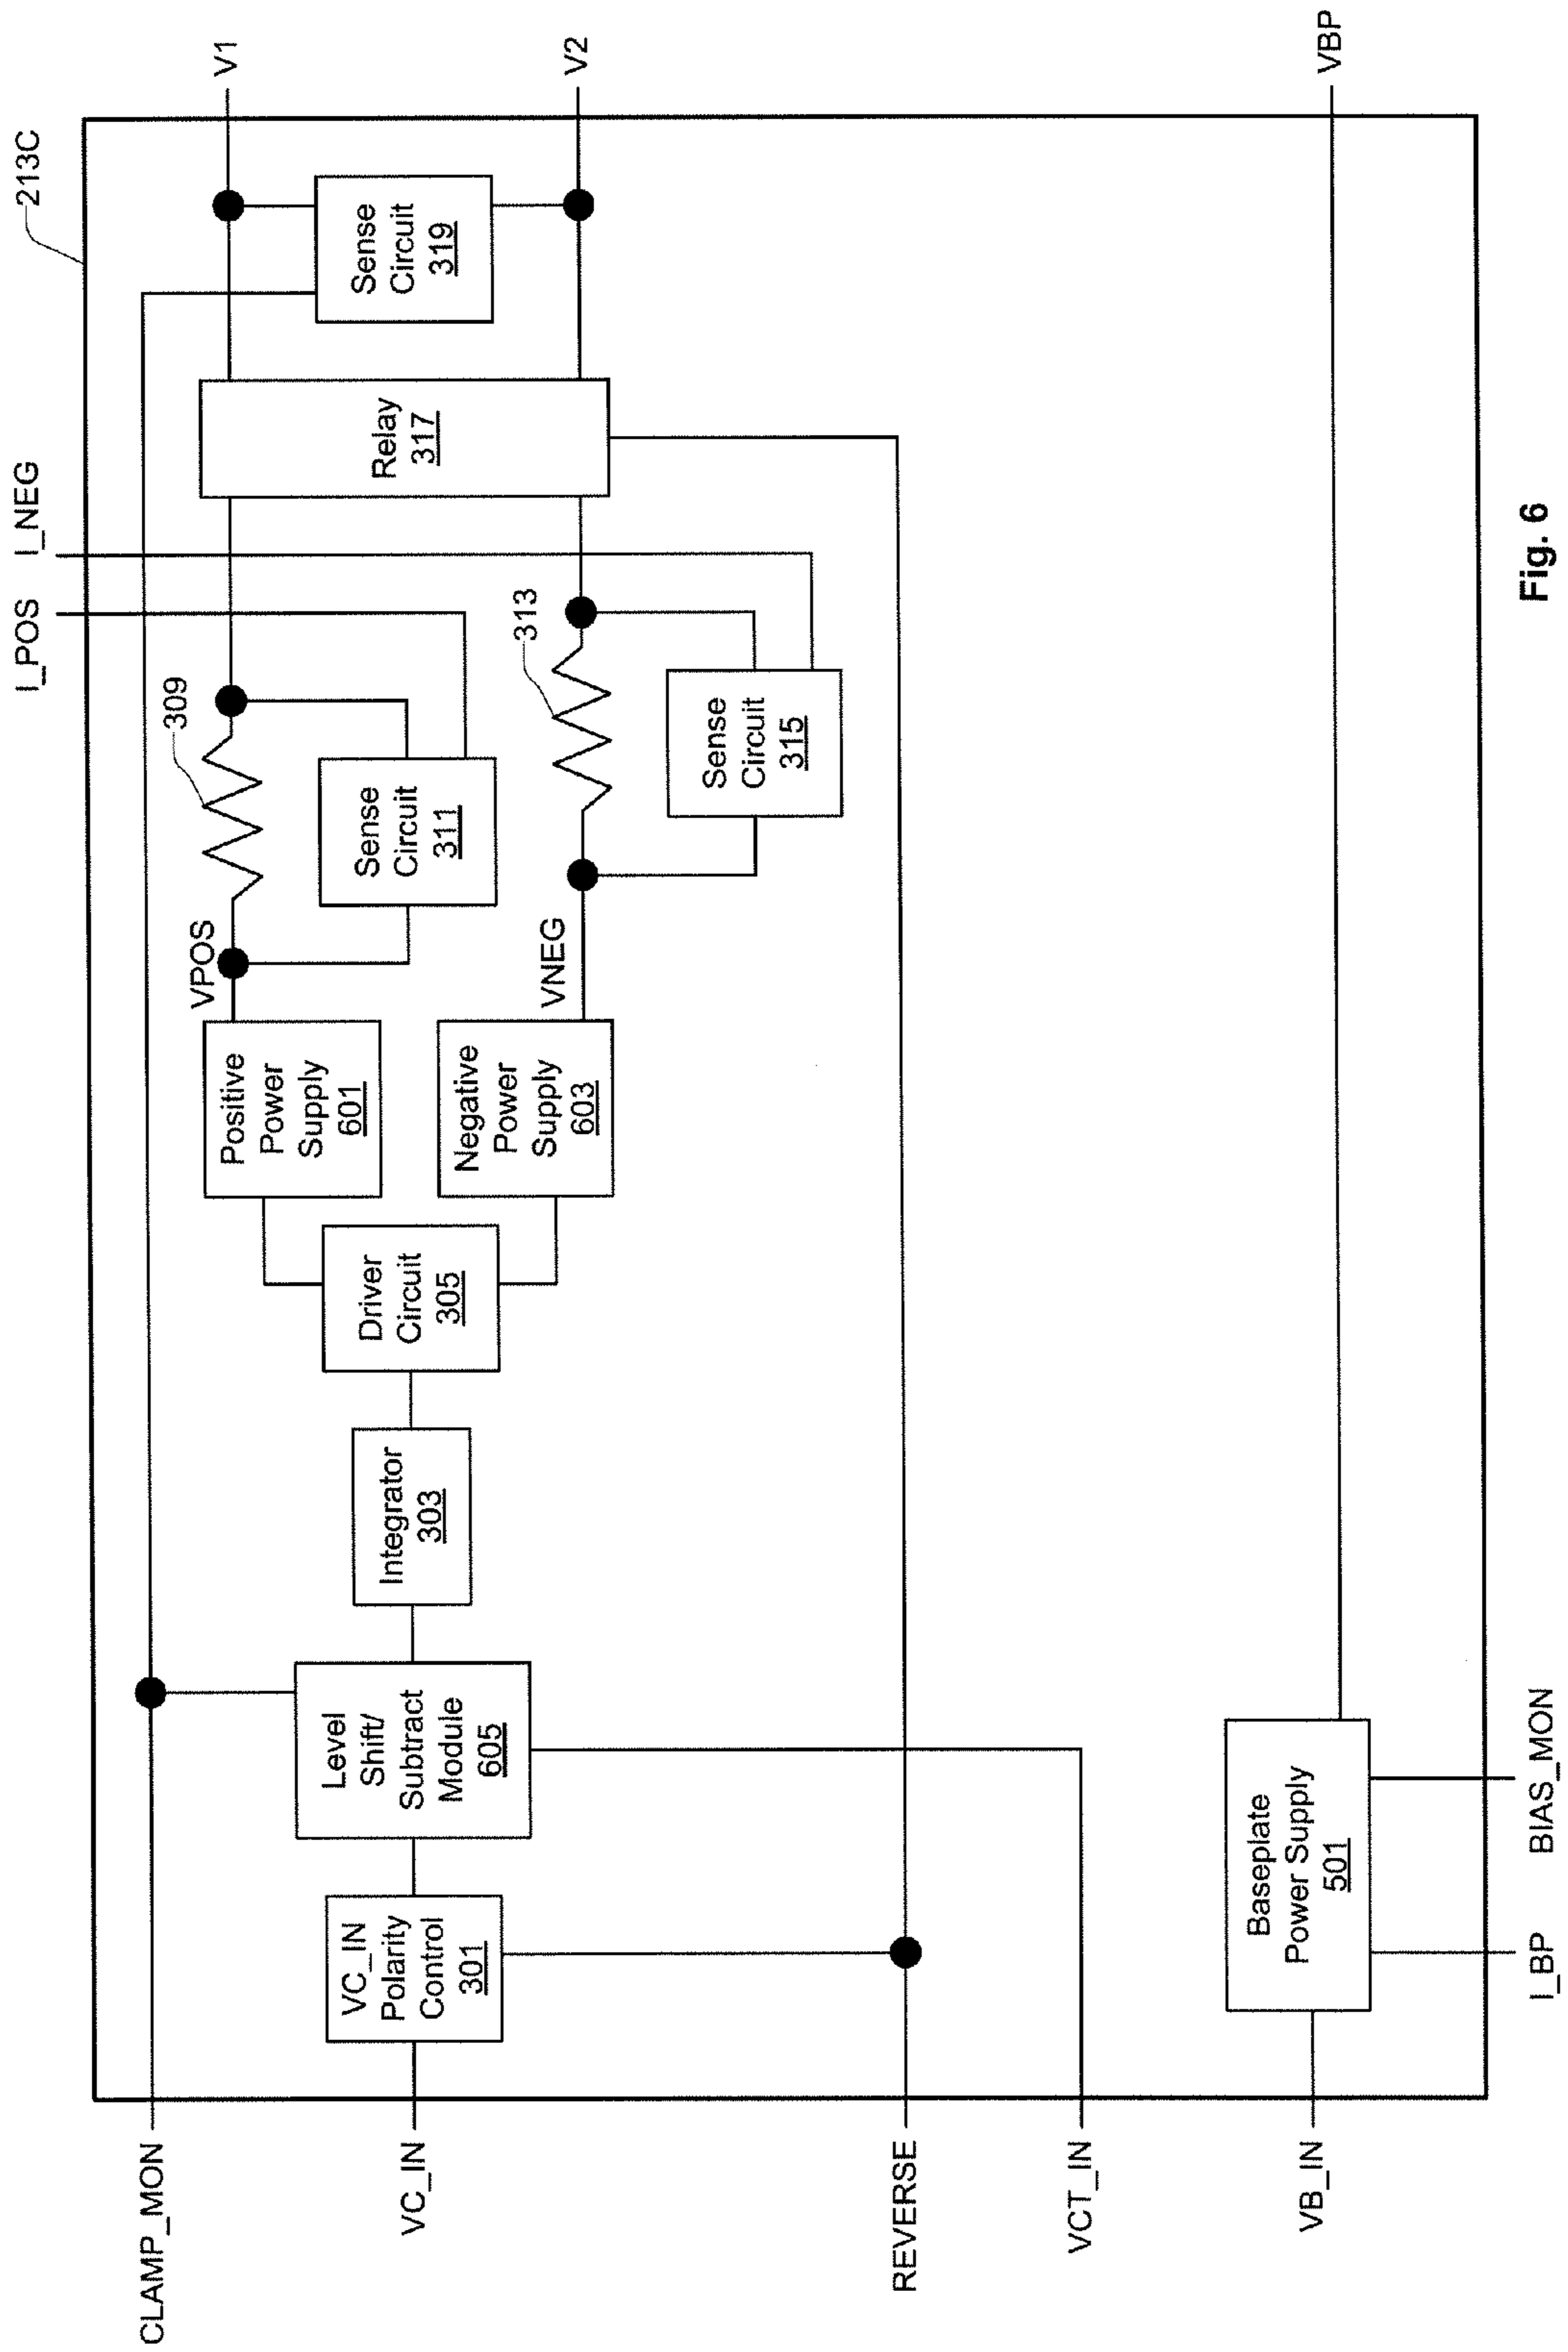 213C
I_POS
I_NEG
CLAMP_MON
VC_IN
REVERSE
VCT_IN
VB_IN
VC_IN
Polarity
Control
301
Level
Shift/
Subtract
Module
605
Integrator
303
Driver
Circuit
305
Positive
Power
Supply
601
Negative
Power
Supply
603
VPOS
VNEG
309
Sense
Circuit
311
313
Sense
Circuit
315
Relay
317
Sense
Circuit
319
V1
V2
VBP
Baseplate
Power Supply
501
I_BP
BIAS_MON
Fig. 6